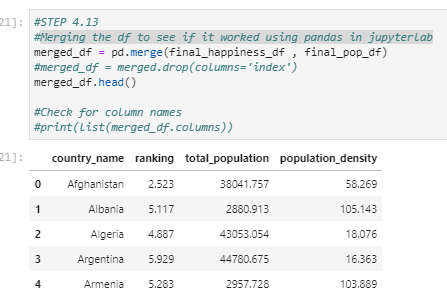 21]:
#STEP 4.13
#Merging the df to see if it worked using pandas in jupyterlab
merged_df = pd.merge(final_happiness_df , final_pop_df)
#merged_df = merged.drop(columns='index')
merged_df.head()
#Check for column names
#print(list(merged_df.columns))
21]:
country_name ranking total_population population_density
0 Afghanistan 2.523 38041.757 58.269
1 Albania 5.117 2880.913 105.143
2 Algeria 4.887 43053.054 18.076
3 Argentina 5.929 44780.675 16.363
4 Armenia 5.283 2957.728 103.889